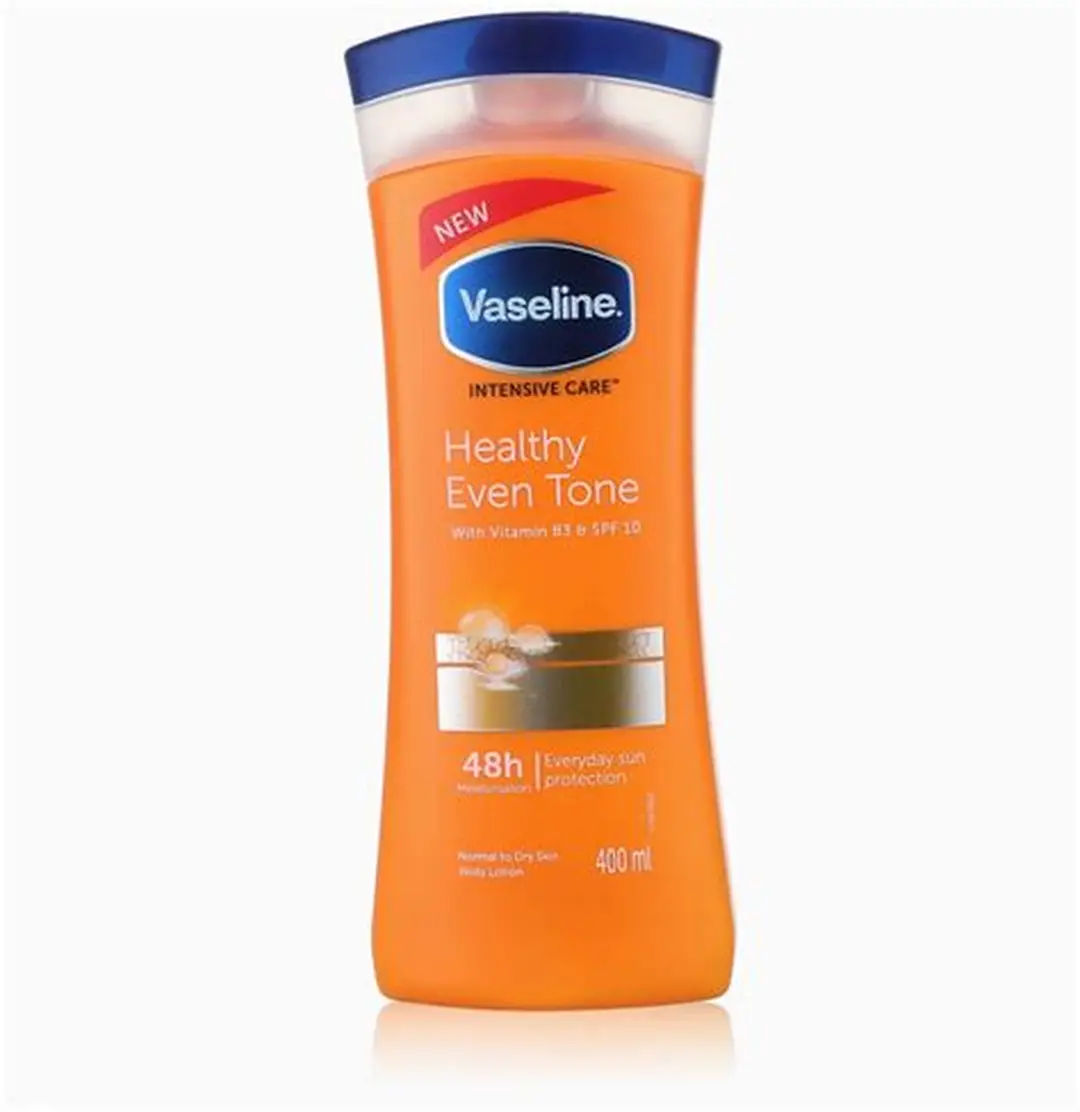 NEW
Vaseline.
INTENSIVE CARE™
Healthy
Even Tone
With Vitamin B3 & SPF 10
48h
Moisturisation
Everyday sun
protection
Normal to Dry Skin
Body Lotion
400 ml